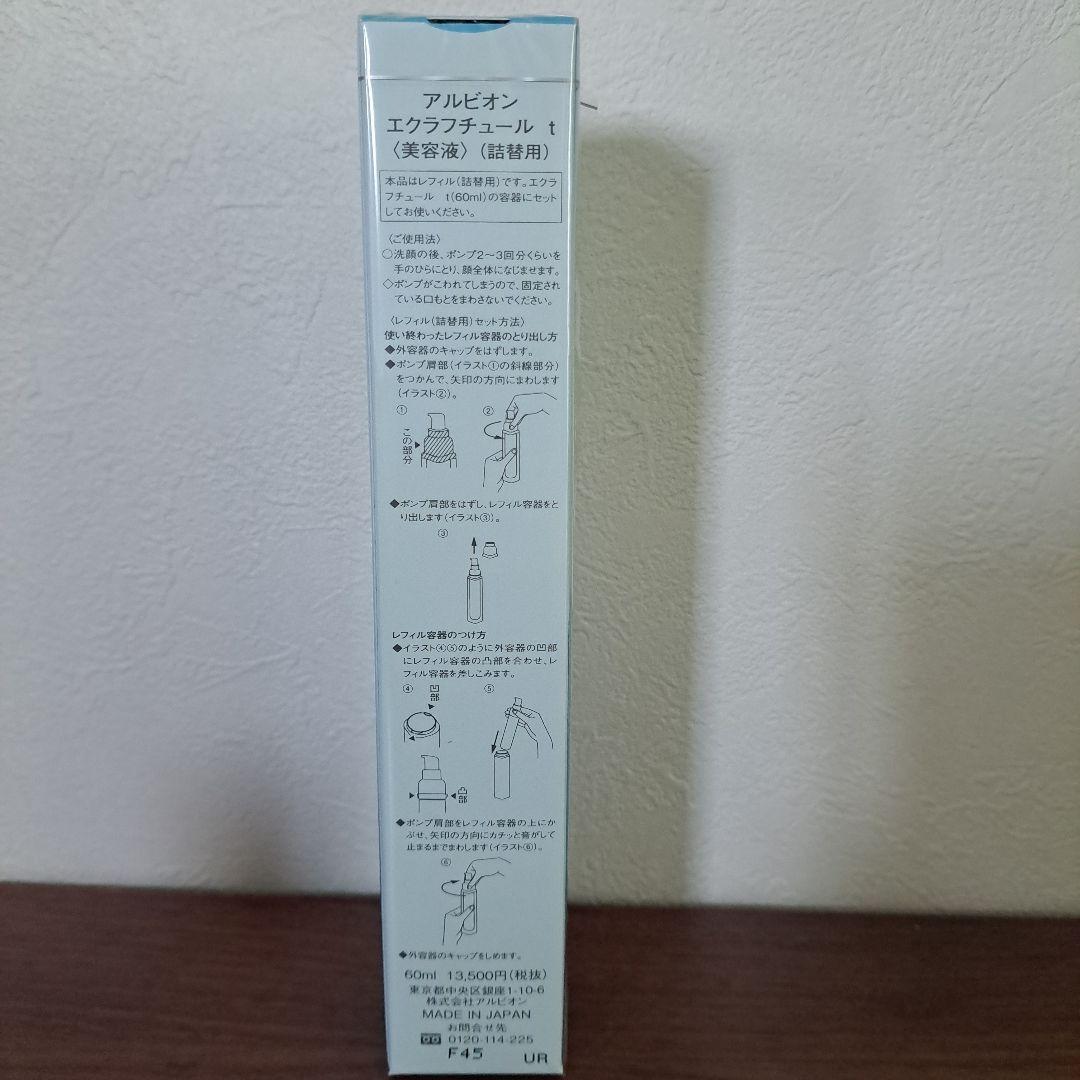 アルビオン
エクラフチュール t
〈美容液〉(詰替用)
本品はレフィル(詰替用)です。エクラ
フチュール t(60ml)の容器にセット
してお使いください。
〈ご使用法〉
○洗顔の後、ポンプ2～3回分くらいを
手のひらにとり、顔全体になじませます。
◇ポンプがこわれてしまうので、固定され
ている口もとをまわさないでください。
〈レフィル(詰替用)セット方法〉
使い終わったレフィル容器のとり出し方
◆外容器のキャップをはずします。
◆ポンプ肩部(イラスト①の斜線部分)
をつかんで、矢印の方向にまわします
(イラスト②)。
① ②
この部分
◆ポンプ肩部をはずし、レフィル容器をと
り出します(イラスト③)。
③
レフィル容器のつけ方
◆イラスト④⑤のように外容器の凹部
にレフィル容器の凸部を合わせ、レ
フィル容器を差しこみます。
④ 凹部 ⑤
凸部
◆ポンプ肩部をレフィル容器の上にか
ぶせ、矢印の方向にカチッと音がして
止まるまでまわします(イラスト⑥)。
⑥
◆外容器のキャップをしめます。
60ml 13,500円(税抜)
東京都中央区銀座1-10-6
株式会社アルビオン
MADE IN JAPAN
お問合せ先
0120-114-225
F45 UR